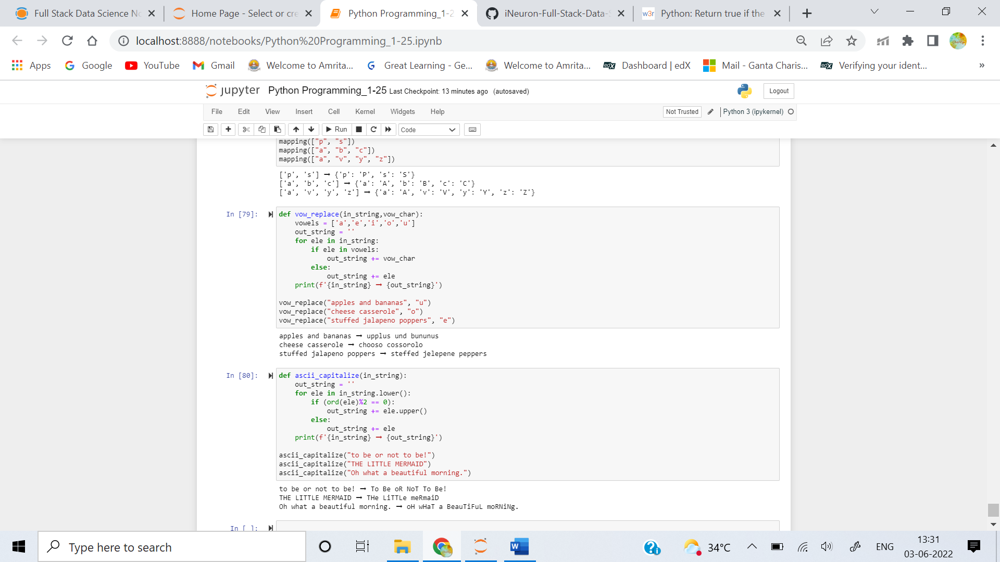 Full Stack Data Science No
Home Page - Select or cre
Python Programming_1-2
iNeuron-Full-Stack-Data-S
w3r Python: Return true if the
localhost:8888/notebooks/Python%20Programming_1-25.ipynb
Apps
Google
YouTube
Gmail
Welcome to Amrita...
Great Learning - Ge...
Welcome to Amrita...
edX Dashboard | edX
Mail - Ganta Charis...
edX Verifying your ident...
»
jupyter Python Programming_1-25 Last Checkpoint: 13 minutes ago (autosaved)
Logout
File Edit View Insert Cell Kernel Widgets Help
Not Trusted
Python 3 (ipykernel)
Run
Code
mapping(["p", "s"])
mapping(["a", "b", "c"])
mapping(["a", "v", "y", "z"])
['p', 's'] ➞ {'p': 'P', 's': 'S'}
['a', 'b', 'c'] ➞ {'a': 'A', 'b': 'B', 'c': 'C'}
['a', 'v', 'y', 'z'] ➞ {'a': 'A', 'v': 'V', 'y': 'Y', 'z': 'Z'}
In [79]:
def vow_replace(in_string,vow_char):
    vowels = ['a','e','i','o','u']
    out_string = ''
    for ele in in_string:
        if ele in vowels:
            out_string += vow_char
        else:
            out_string += ele
    print(f'{in_string} ➞ {out_string}')
vow_replace("apples and bananas", "u")
vow_replace("cheese casserole", "o")
vow_replace("stuffed jalapeno poppers", "e")
apples and bananas ➞ upplus und bununus
cheese casserole ➞ chooso cossorolo
stuffed jalapeno poppers ➞ steffed jelepene peppers
In [80]:
def ascii_capitalize(in_string):
    out_string = ''
    for ele in in_string.lower():
        if (ord(ele)%2 == 0):
            out_string += ele.upper()
        else:
            out_string += ele
    print(f'{in_string} ➞ {out_string}')
ascii_capitalize("to be or not to be!")
ascii_capitalize("THE LITTLE MERMAID")
ascii_capitalize("Oh what a beautiful morning.")
to be or not to be! ➞ To Be oR NoT To Be!
THE LITTLE MERMAID ➞ THe LiTTLe meRmaiD
Oh what a beautiful morning. ➞ oH wHaT a BeauTiFuL moRNiNg.
In [ ]:
Type here to search
W
34°C
ENG
13:31
03-06-2022